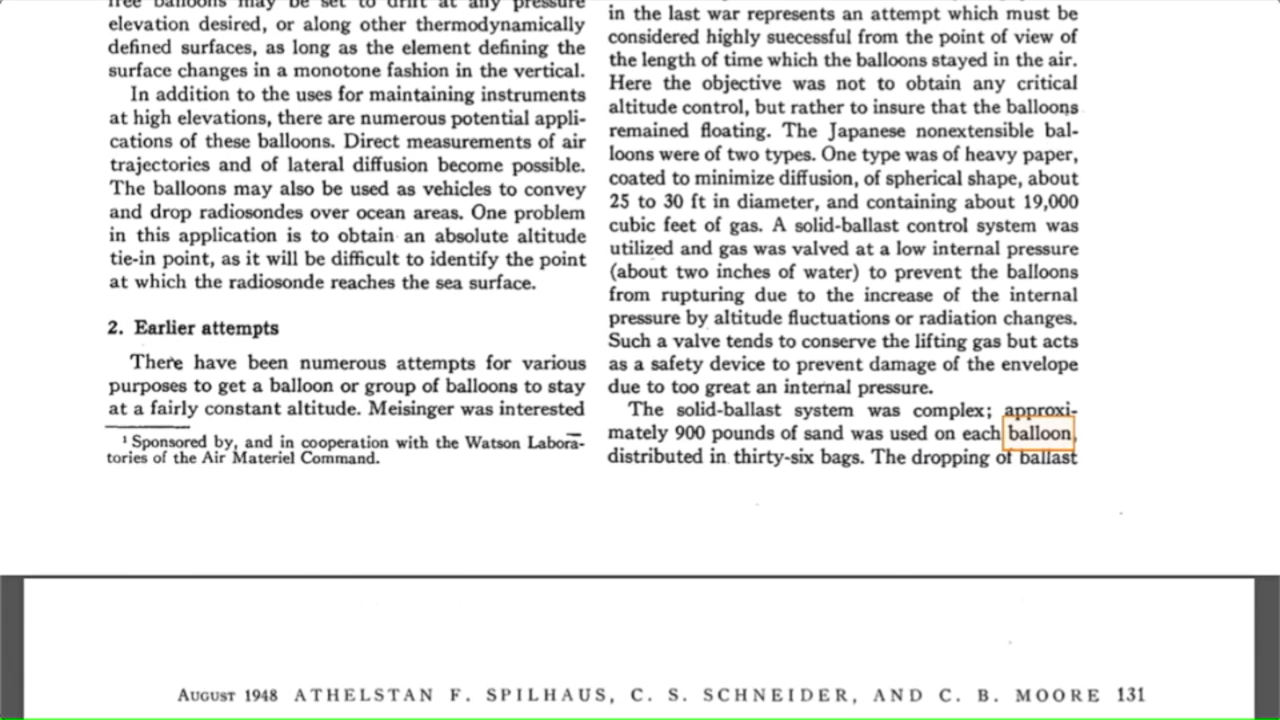 free balloons may be set to drift at any pressure
elevation desired, or along other thermodynamically
defined surfaces, as long as the element defining the
surface changes in a monotone fashion in the vertical.
In addition to the uses for maintaining instruments
at high elevations, there are numerous potential appli-
cations of these balloons. Direct measurements of air
trajectories and of lateral diffusion become possible.
The balloons may also be used as vehicles to convey
and drop radiosondes over ocean areas. One problem
in this application is to obtain an absolute altitude
tie-in point, as it will be difficult to identify the point
at which the radiosonde reaches the sea surface.
2. Earlier attempts
There have been numerous attempts for various
purposes to get a balloon or group of balloons to stay
at a fairly constant altitude. Meisinger was interested
¹ Sponsored by, and in cooperation with the Watson Labora-
tories of the Air Materiel Command.
in the last war represents an attempt which must be
considered highly successful from the point of view of
the length of time which the balloons stayed in the air.
Here the objective was not to obtain any critical
altitude control, but rather to insure that the balloons
remained floating. The Japanese nonextensible bal-
loons were of two types. One type was of heavy paper,
coated to minimize diffusion, of spherical shape, about
25 to 30 ft in diameter, and containing about 19,000
cubic feet of gas. A solid-ballast control system was
utilized and gas was valved at a low internal pressure
(about two inches of water) to prevent the balloons
from rupturing due to the increase of the internal
pressure by altitude fluctuations or radiation changes.
Such a valve tends to conserve the lifting gas but acts
as a safety device to prevent damage of the envelope
due to too great an internal pressure.
The solid-ballast system was complex; approxi-
mately 900 pounds of sand was used on each balloon,
distributed in thirty-six bags. The dropping of ballast
AUGUST 1948 ATHELSTAN F. SPILHAUS, C. S. SCHNEIDER, AND C. B. MOORE 131